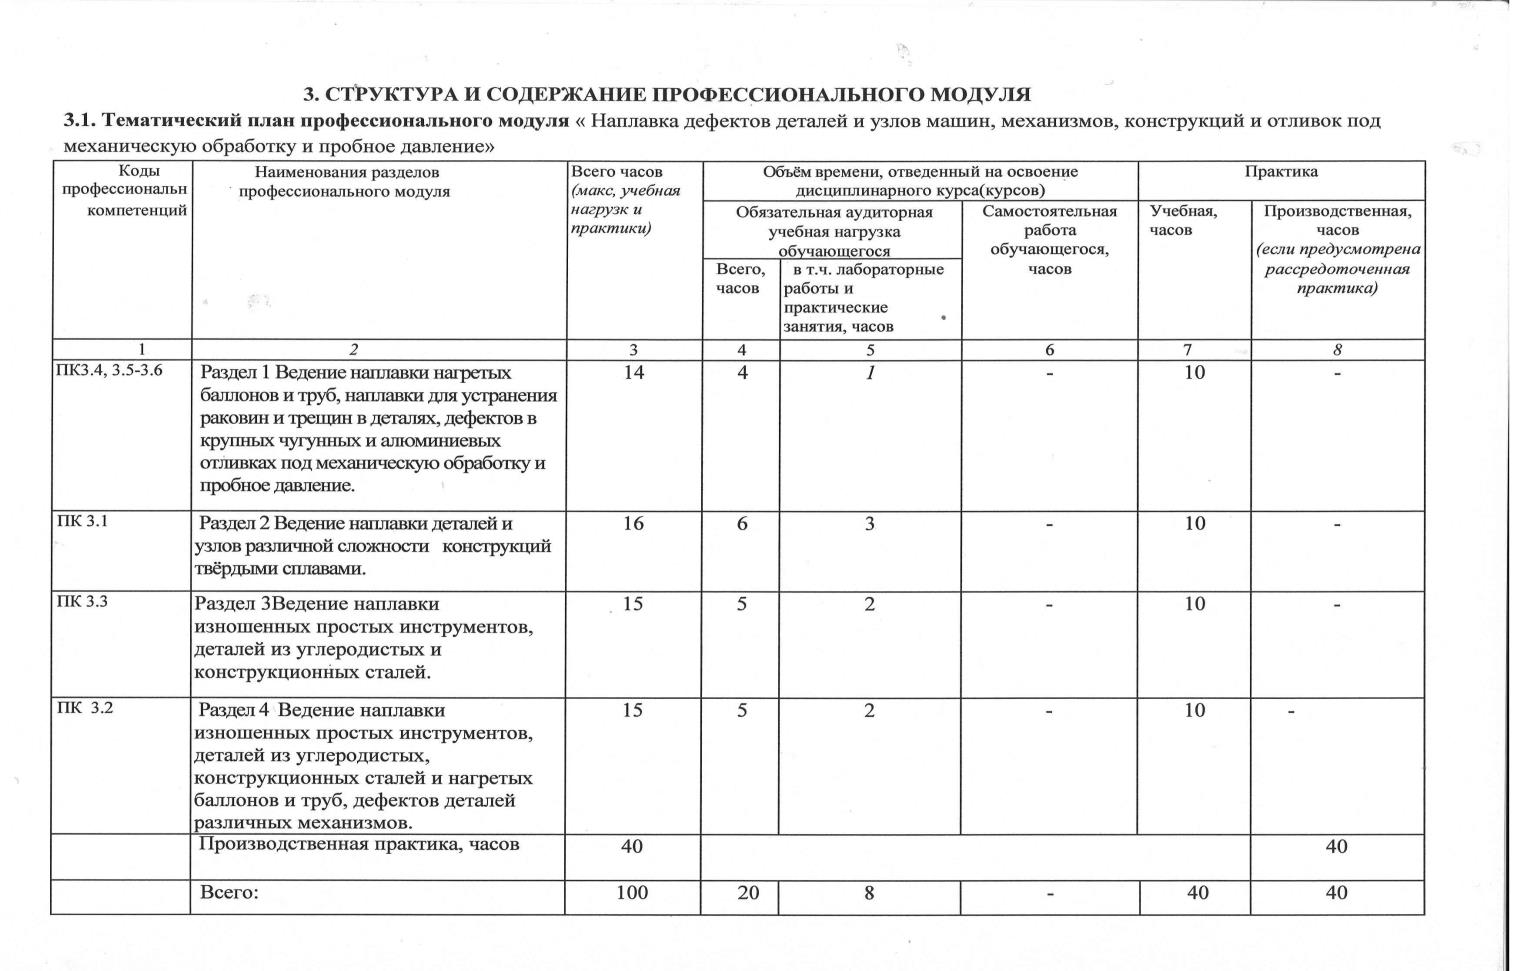 3. СТРУКТУРА И СОДЕРЖАНИЕ ПРОФЕССИОНАЛЬНОГО МОДУЛЯ
3.1. Тематический план профессионального модуля « Наплавка дефектов деталей и узлов машин, механизмов, конструкций и отливок под
механическую обработку и пробное давление»
Коды
профессиональн
компетенций
Наименования разделов
профессионального модуля
Всего часов
(макс, учебная
нагрузк и
практики)
Объём времени, отведенный на освоение
дисциплинарного курса(курсов)
Практика
Обязательная аудиторная
учебная нагрузка
обучающегося
Самостоятельная
работа
обучающегося,
часов
Учебная,
часов
Производственная,
часов
(если предусмотрена
рассредоточенная
практика)
Всего,
часов
в т.ч. лабораторные
работы и
практические
занятия, часов
1 2 3 4 5 6 7 8
ПК3.4, 3.5-3.6
Раздел 1 Ведение наплавки нагретых
баллонов и труб, наплавки для устранения
раковин и трещин в деталях, дефектов в
крупных чугунных и алюминиевых
отливках под механическую обработку и
пробное давление.
14 4 1 - 10 -
ПК 3.1
Раздел 2 Ведение наплавки деталей и
узлов различной сложности конструкций
твёрдыми сплавами.
16 6 3 - 10 -
ПК 3.3
Раздел 3Ведение наплавки
изношенных простых инструментов,
деталей из углеродистых и
конструкционных сталей.
15 5 2 - 10 -
ПК 3.2
Раздел 4 Ведение наплавки
изношенных простых инструментов,
деталей из углеродистых,
конструкционных сталей и нагретых
баллонов и труб, дефектов деталей
различных механизмов.
15 5 2 - 10 -
Производственная практика, часов 40 40
Всего: 100 20 8 - 40 40